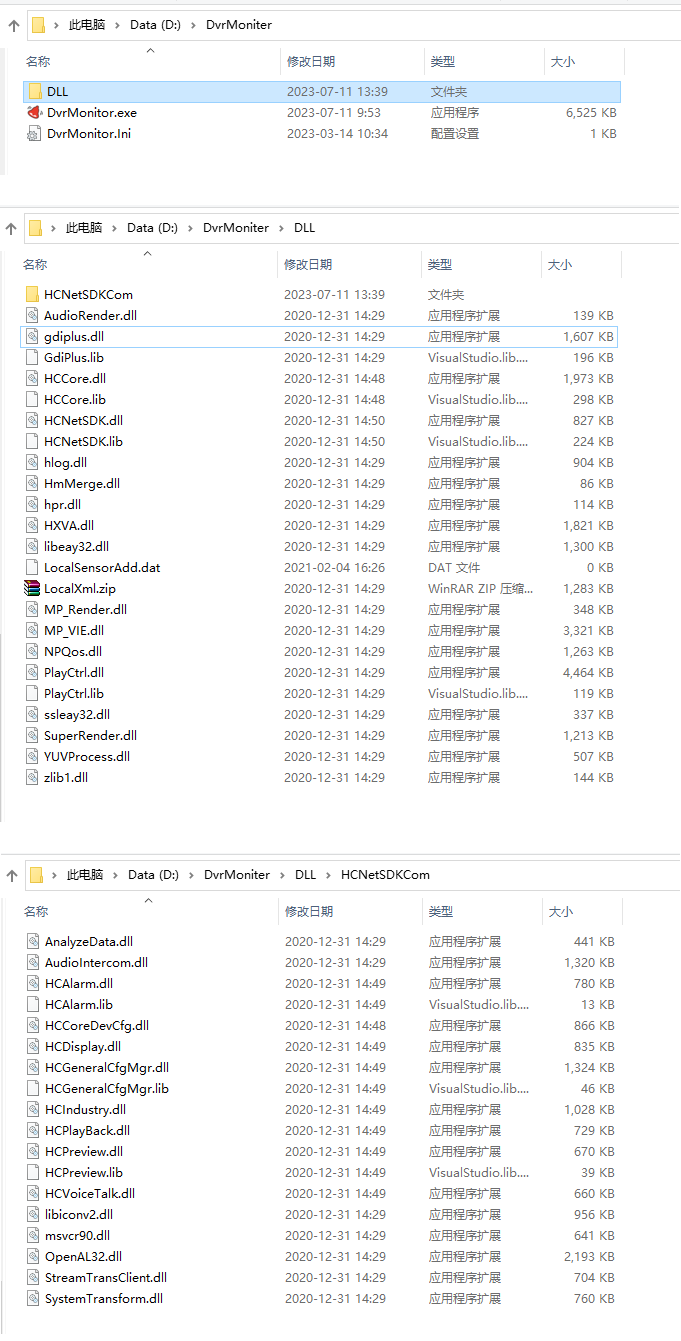 此电脑 › Data (D:) › DvrMoniter
名称 修改日期 类型 大小
DLL 2023-07-11 13:39 文件夹
DvrMonitor.exe 2023-07-11 9:53 应用程序 6,525 KB
DvrMonitor.Ini 2023-03-14 10:34 配置设置 1 KB
此电脑 › Data (D:) › DvrMoniter › DLL
名称 修改日期 类型 大小
HCNetSDKCom 2023-07-11 13:39 文件夹
AudioRender.dll 2020-12-31 14:29 应用程序扩展 139 KB
gdiplus.dll 2020-12-31 14:29 应用程序扩展 1,607 KB
GdiPlus.lib 2020-12-31 14:29 VisualStudio.lib.... 196 KB
HCCore.dll 2020-12-31 14:48 应用程序扩展 1,973 KB
HCCore.lib 2020-12-31 14:48 VisualStudio.lib.... 298 KB
HCNetSDK.dll 2020-12-31 14:50 应用程序扩展 827 KB
HCNetSDK.lib 2020-12-31 14:50 VisualStudio.lib.... 224 KB
hlog.dll 2020-12-31 14:29 应用程序扩展 904 KB
HmMerge.dll 2020-12-31 14:29 应用程序扩展 86 KB
hpr.dll 2020-12-31 14:29 应用程序扩展 114 KB
HXVA.dll 2020-12-31 14:29 应用程序扩展 1,821 KB
libeay32.dll 2020-12-31 14:29 应用程序扩展 1,300 KB
LocalSensorAdd.dat 2021-02-04 16:26 DAT 文件 0 KB
LocalXml.zip 2020-12-31 14:29 WinRAR ZIP 压缩... 1,283 KB
MP_Render.dll 2020-12-31 14:29 应用程序扩展 348 KB
MP_VIE.dll 2020-12-31 14:29 应用程序扩展 3,321 KB
NPQos.dll 2020-12-31 14:29 应用程序扩展 1,263 KB
PlayCtrl.dll 2020-12-31 14:29 应用程序扩展 4,464 KB
PlayCtrl.lib 2020-12-31 14:29 VisualStudio.lib.... 119 KB
ssleay32.dll 2020-12-31 14:29 应用程序扩展 337 KB
SuperRender.dll 2020-12-31 14:29 应用程序扩展 1,213 KB
YUVProcess.dll 2020-12-31 14:29 应用程序扩展 507 KB
zlib1.dll 2020-12-31 14:29 应用程序扩展 144 KB
此电脑 › Data (D:) › DvrMoniter › DLL › HCNetSDKCom
名称 修改日期 类型 大小
AnalyzeData.dll 2020-12-31 14:29 应用程序扩展 441 KB
AudioIntercom.dll 2020-12-31 14:29 应用程序扩展 1,320 KB
HCAlarm.dll 2020-12-31 14:49 应用程序扩展 780 KB
HCAlarm.lib 2020-12-31 14:49 VisualStudio.lib.... 13 KB
HCCoreDevCfg.dll 2020-12-31 14:48 应用程序扩展 866 KB
HCDisplay.dll 2020-12-31 14:49 应用程序扩展 835 KB
HCGeneralCfgMgr.dll 2020-12-31 14:49 应用程序扩展 1,324 KB
HCGeneralCfgMgr.lib 2020-12-31 14:49 VisualStudio.lib.... 46 KB
HCIndustry.dll 2020-12-31 14:49 应用程序扩展 1,028 KB
HCPlayBack.dll 2020-12-31 14:49 应用程序扩展 729 KB
HCPreview.dll 2020-12-31 14:49 应用程序扩展 670 KB
HCPreview.lib 2020-12-31 14:49 VisualStudio.lib.... 39 KB
HCVoiceTalk.dll 2020-12-31 14:49 应用程序扩展 660 KB
libiconv2.dll 2020-12-31 14:29 应用程序扩展 956 KB
msvcr90.dll 2020-12-31 14:29 应用程序扩展 641 KB
OpenAL32.dll 2020-12-31 14:29 应用程序扩展 2,193 KB
StreamTransClient.dll 2020-12-31 14:29 应用程序扩展 704 KB
SystemTransform.dll 2020-12-31 14:29 应用程序扩展 760 KB